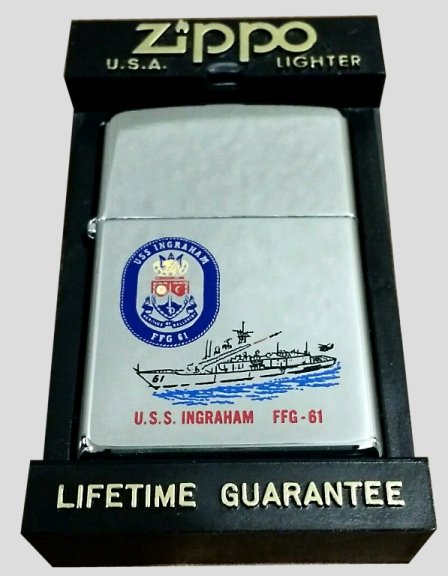 Zippo
U.S.A. LIGHTER
USS INGRAHAM
FFG 61
61
U.S.S. INGRAHAM FFG-61
LIFETIME GUARANTEE